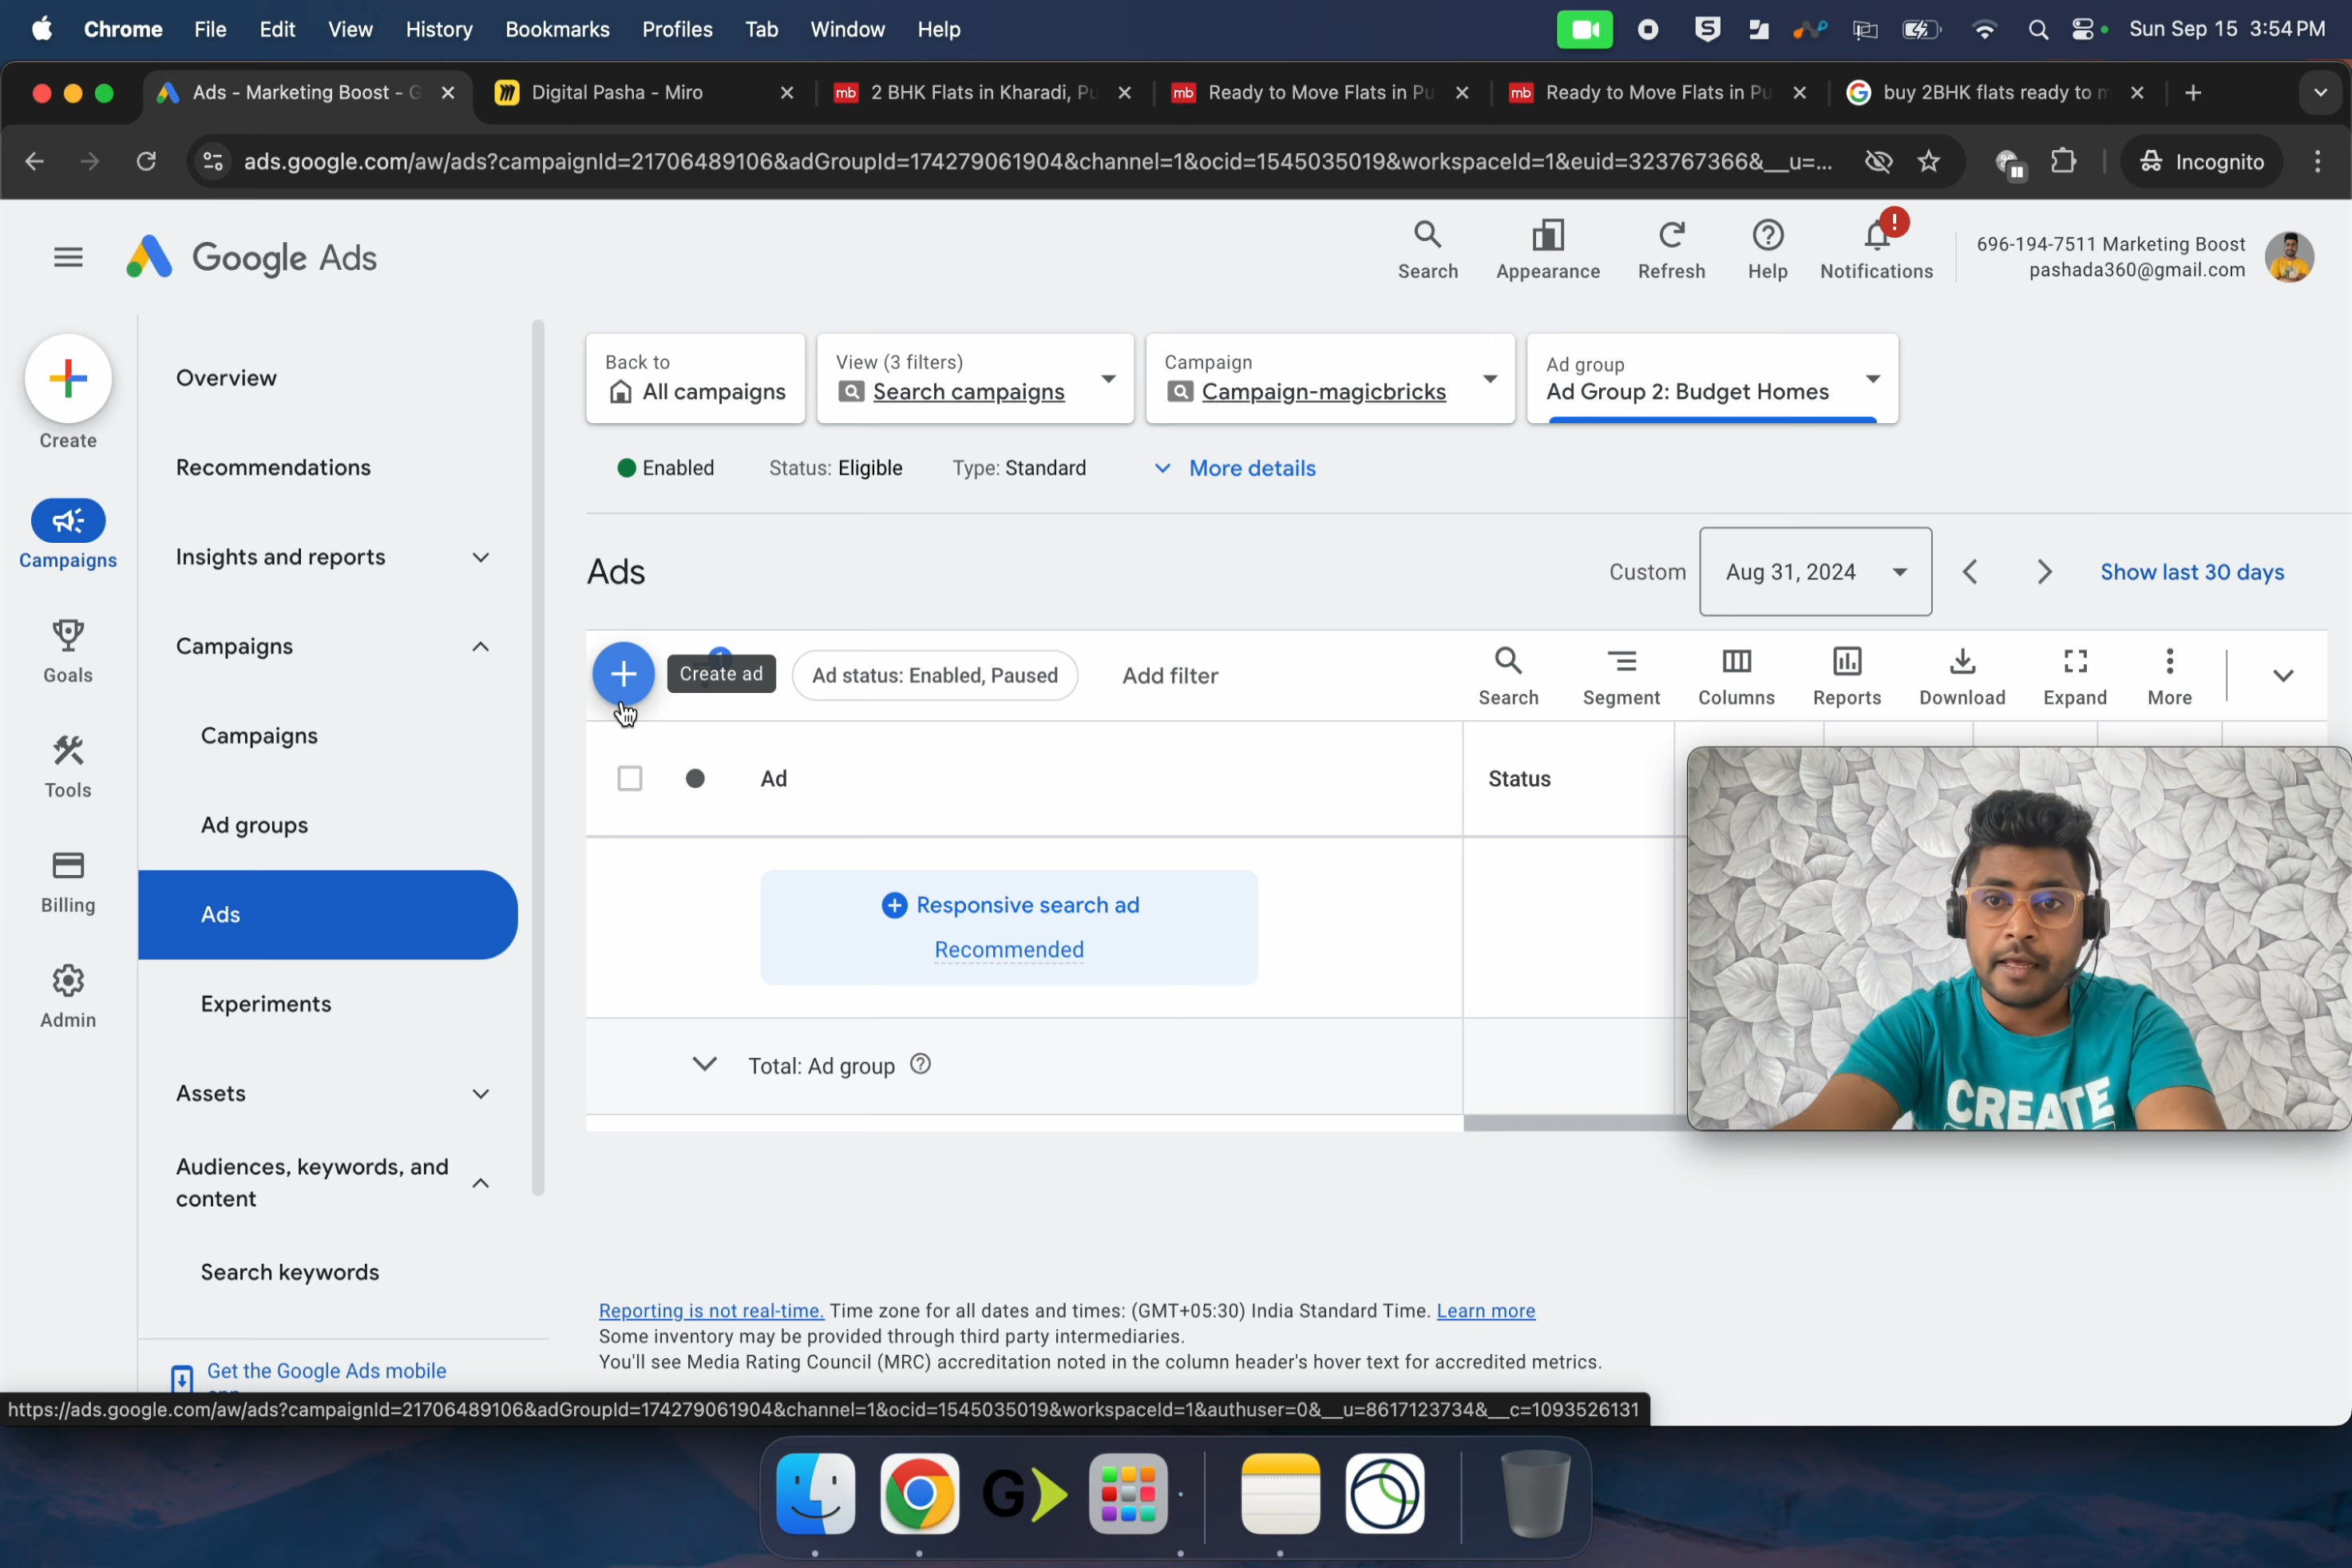 Chrome File Edit View History Bookmarks Profiles Tab Window Help Sun Sep 15 3:54 PM
Ads - Marketing Boost - G
Digital Pasha - Miro
2 BHK Flats in Kharadi, Pu
Ready to Move Flats in Pu
Ready to Move Flats in Pu
buy 2BHK flats ready to m
ads.google.com/aw/ads?campaignId=21706489106&adGroupId=174279061904&channel=1&ocid=1545035019&workspaceId=1&euid=323767366&__u=...
Incognito
Google Ads
Search
Appearance
Refresh
Help
Notifications
696-194-7511 Marketing Boost
pashada360@gmail.com
Create
Campaigns
Goals
Tools
Billing
Admin
Overview
Recommendations
Insights and reports
Campaigns
Campaigns
Ad groups
Ads
Experiments
Assets
Audiences, keywords, and
content
Search keywords
Get the Google Ads mobile
Back to
All campaigns
View (3 filters)
Search campaigns
Campaign
Campaign-magicbricks
Ad group
Ad Group 2: Budget Homes
Enabled Status: Eligible Type: Standard More details
Ads
Custom Aug 31, 2024 Show last 30 days
Create ad
Ad status: Enabled, Paused
Add filter
Search
Segment
Columns
Reports
Download
Expand
More
Ad
Status
Responsive search ad
Recommended
Total: Ad group
CREATE
Reporting is not real-time. Time zone for all dates and times: (GMT+05:30) India Standard Time. Learn more
Some inventory may be provided through third party intermediaries.
You'll see Media Rating Council (MRC) accreditation noted in the column header's hover text for accredited metrics.
https://ads.google.com/aw/ads?campaignId=21706489106&adGroupId=174279061904&channel=1&ocid=1545035019&workspaceId=1&authuser=0&__u=8617123734&__c=1093526131